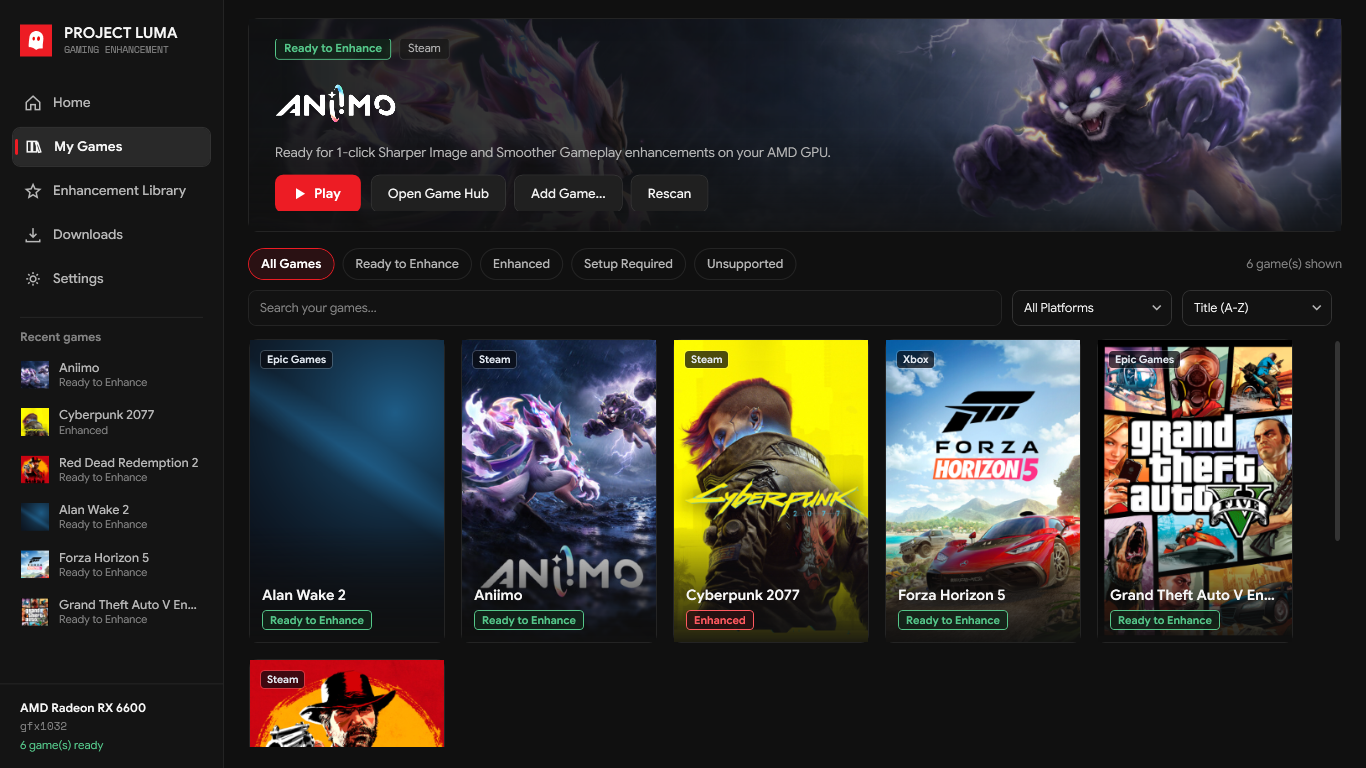 PROJECT LUMA
GAMING ENHANCEMENT
Home
My Games
Enhancement Library
Downloads
Settings
Recent games
Aniimo
Ready to Enhance
Cyberpunk 2077
Enhanced
Red Dead Redemption 2
Ready to Enhance
Alan Wake 2
Ready to Enhance
Forza Horizon 5
Ready to Enhance
Grand Theft Auto V En...
Ready to Enhance
AMD Radeon RX 6600
gfx1032
6 game(s) ready
Ready to Enhance Steam
ANIIMO
Ready for 1-click Sharper Image and Smoother Gameplay enhancements on your AMD GPU.
Play Open Game Hub Add Game... Rescan
All Games Ready to Enhance Enhanced Setup Required Unsupported 6 game(s) shown
Search your games... All Platforms Title (A-Z)
Epic Games
Alan Wake 2
Ready to Enhance
Steam
ANIIMO
Aniimo
Ready to Enhance
Steam
Cyberpunk
2077
Cyberpunk 2077
Enhanced
Xbox
FORZA
HORIZON 5
Forza Horizon 5
Ready to Enhance
Epic Games
grand
theft
auto V
FIVE
Grand Theft Auto V En...
Ready to Enhance
Steam